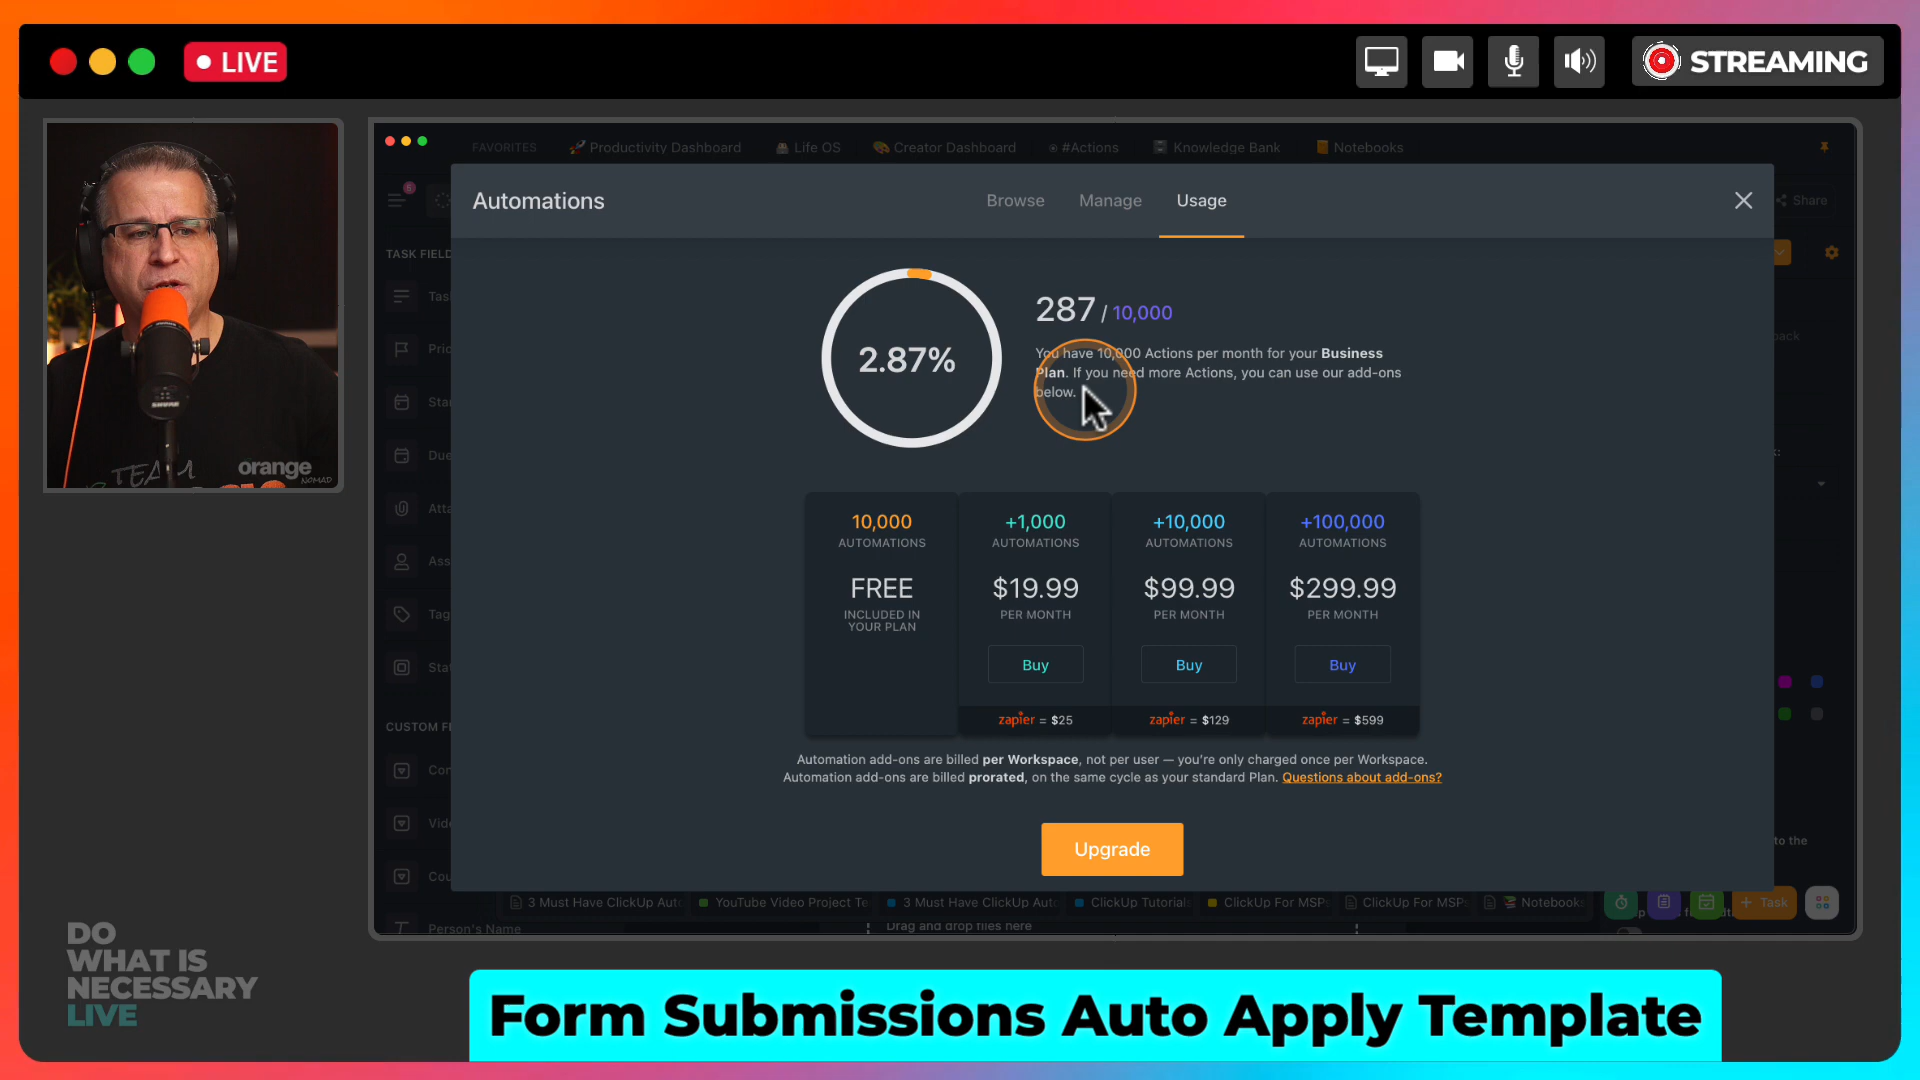 LIVE
STREAMING
FAVORITES
Productivity Dashboard
Life OS
Creator Dashboard
#Actions
Knowledge Bank
Notebooks
Automations
Browse
Manage
Usage
Share
TASK FIELD
2.87%
287 / 10,000
You have 10,000 Actions per month for your Business
Plan. If you need more Actions, you can use our add-ons
below.
10,000
AUTOMATIONS
FREE
INCLUDED IN
YOUR PLAN
+1,000
AUTOMATIONS
$19.99
PER MONTH
Buy
zapier = $25
+10,000
AUTOMATIONS
$99.99
PER MONTH
Buy
zapier = $129
+100,000
AUTOMATIONS
$299.99
PER MONTH
Buy
zapier = $599
Automation add-ons are billed per Workspace, not per user — you're only charged once per Workspace.
Automation add-ons are billed prorated, on the same cycle as your standard Plan. Questions about add-ons?
Upgrade
to the
3 Must Have ClickUp Aut
YouTube Video Project Te
3 Must Have ClickUp Aut
ClickUp Tutorials
ClickUp For MSPs
ClickUp For MSPs
Notebooks
+ Task
Person's Name
Drag and drop files here
TEAM
orange
NOMAD
DO
WHAT IS
NECESSARY
LIVE
Form Submissions Auto Apply Template